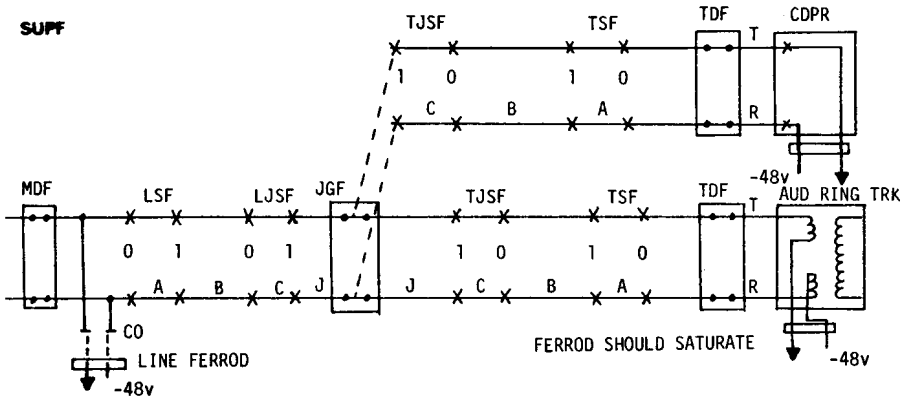 SUPF
TJSF TSF TDF CDPR
T
1 0 1 0
C B A R
-48v
MDF LSF LJSF JGF TJSF TSF TDF AUD RING TRK
T
0 1 0 1 1 0 1 0
A B C J J C B A R
CO
LINE FERROD
FERROD SHOULD SATURATE
-48v
-48v